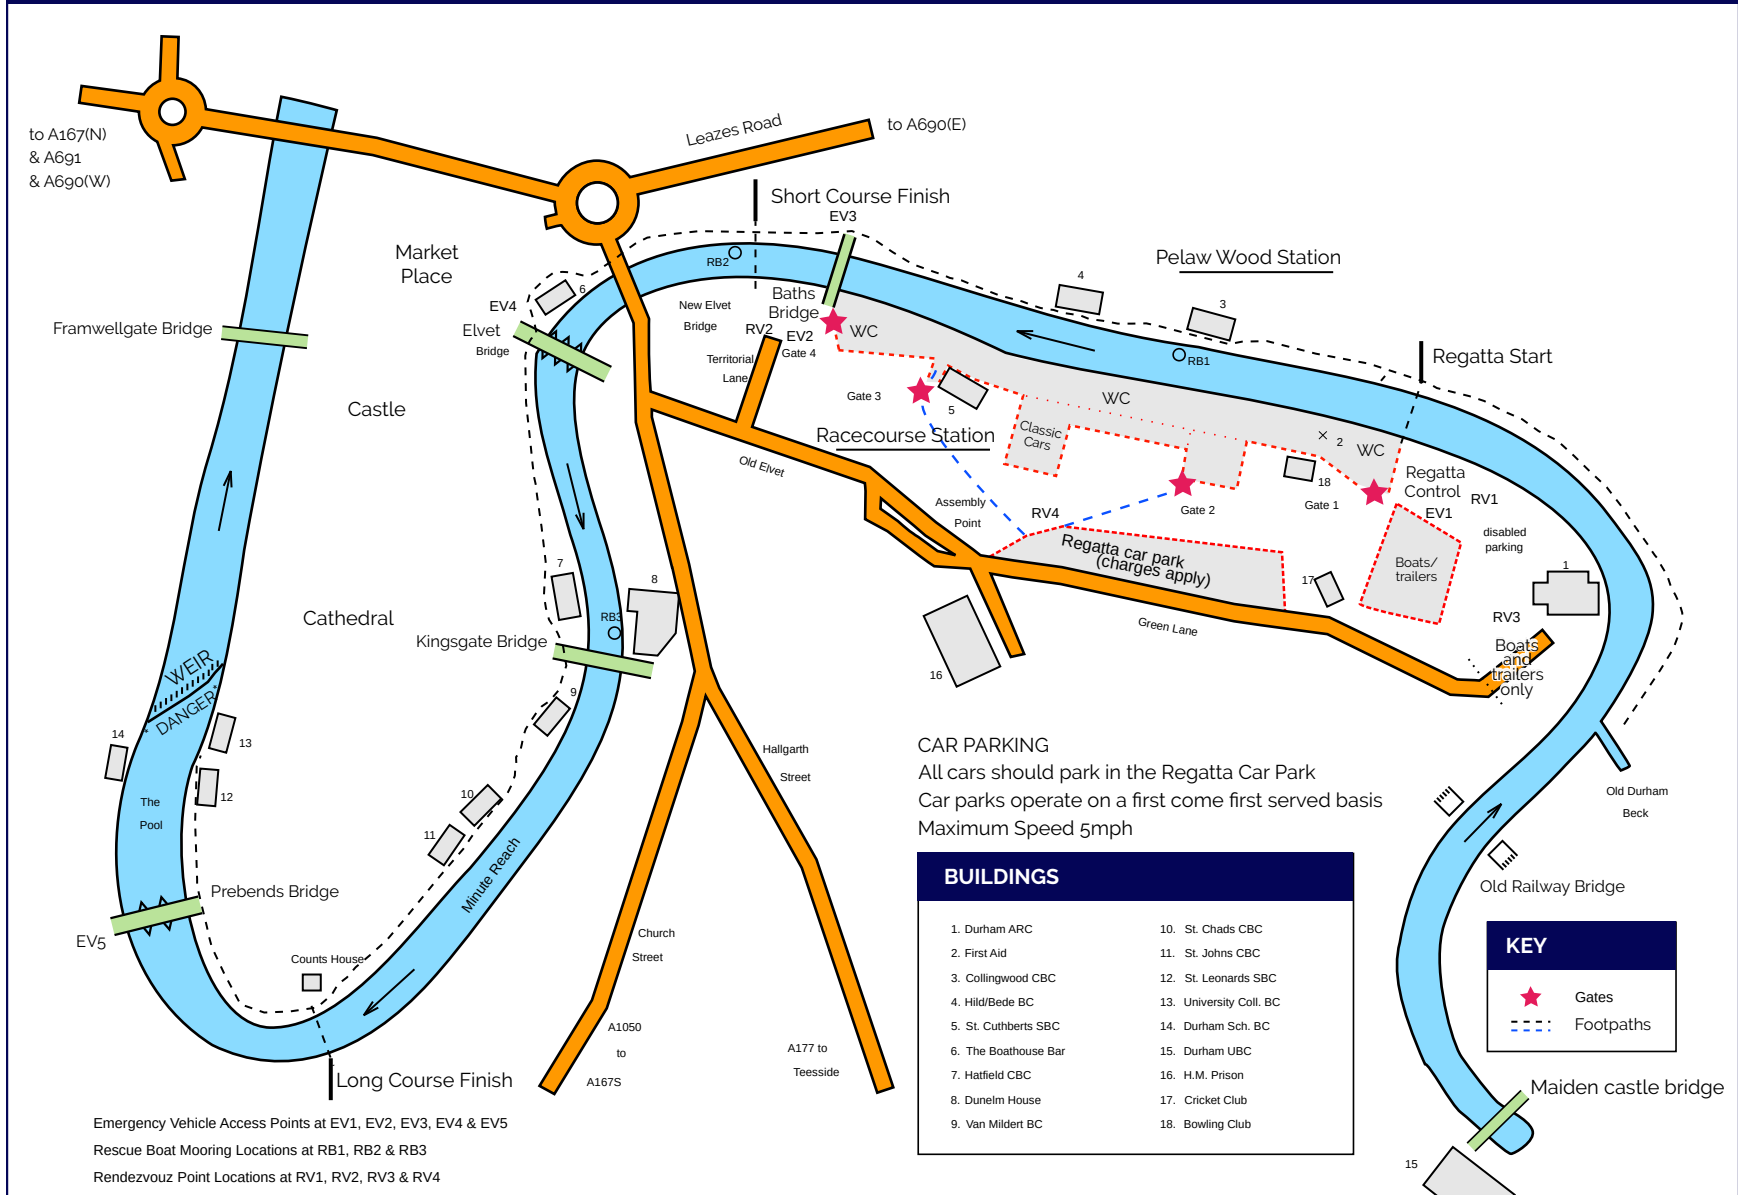 to A167(N)
& A691
& A690(W)
Leazes Road
to A690(E)
Short Course Finish
EV3
Market
Place
RB2
Pelaw Wood Station
4
3
6
EV4
Elvet
Bridge
New Elvet
Bridge
Baths
Bridge
RV2
EV2
Gate 4
WC
Framwellgate Bridge
Territorial
Lane
RB1
Regatta Start
Castle
Gate 3
5
WC
Classic
Cars
Racecourse Station
2
WC
Old Elvet
18
Regatta
Control
RV1
EV1
Gate 1
Gate 2
Assembly
Point
RV4
disabled
parking
Regatta car park
(charges apply)
Boats/
trailers
1
17
7
8
Cathedral
RB3
Kingsgate Bridge
Green Lane
RV3
Boats
and
trailers
only
16
WEIR
DANGER
9
14
13
12
The
Pool
10
11
Minute Reach
Hallgarth
Street
CAR PARKING
All cars should park in the Regatta Car Park
Car parks operate on a first come first served basis
Maximum Speed 5mph
Old Durham
Beck
Old Railway Bridge
Prebends Bridge
EV5
Counts House
Church
Street
A1050
to
A167S
A177 to
Teesside
Long Course Finish
BUILDINGS
1. Durham ARC
2. First Aid
3. Collingwood CBC
4. Hild/Bede BC
5. St. Cuthberts SBC
6. The Boathouse Bar
7. Hatfield CBC
8. Dunelm House
9. Van Mildert BC
10. St. Chads CBC
11. St. Johns CBC
12. St. Leonards SBC
13. University Coll. BC
14. Durham Sch. BC
15. Durham UBC
16. H.M. Prison
17. Cricket Club
18. Bowling Club
KEY
Gates
Footpaths
Maiden castle bridge
15
Emergency Vehicle Access Points at EV1, EV2, EV3, EV4 & EV5
Rescue Boat Mooring Locations at RB1, RB2 & RB3
Rendezvouz Point Locations at RV1, RV2, RV3 & RV4